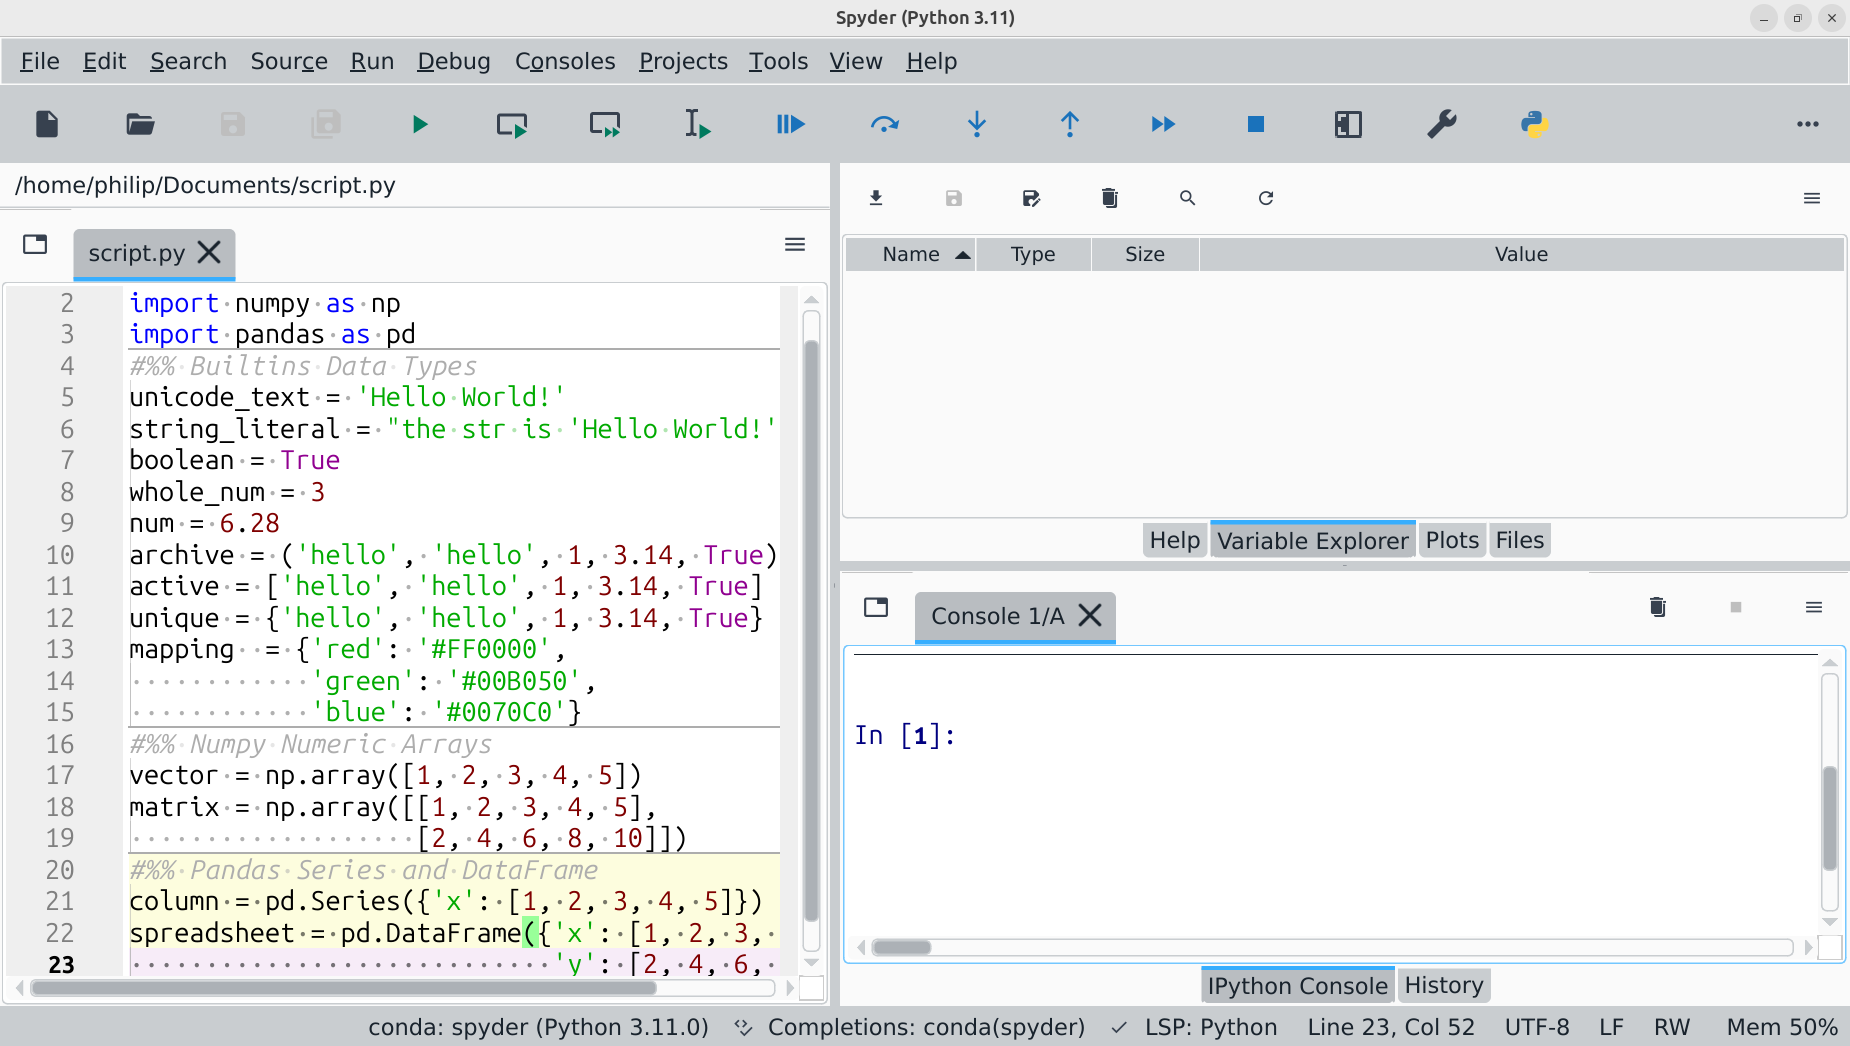 Spyder (Python 3.11)
File Edit Search Source Run Debug Consoles Projects Tools View Help
/home/philip/Documents/script.py
script.py
2 import numpy as np
3 import pandas as pd
4 #%% Builtins Data Types
5 unicode_text = 'Hello World!'
6 string_literal = "the str is 'Hello World!'
7 boolean = True
8 whole_num = 3
9 num = 6.28
10 archive = ('hello', 'hello', 1, 3.14, True)
11 active = ['hello', 'hello', 1, 3.14, True]
12 unique = {'hello', 'hello', 1, 3.14, True}
13 mapping  = {'red': '#FF0000',
14             'green': '#00B050',
15             'blue': '#0070C0'}
16 #%% Numpy Numeric Arrays
17 vector = np.array([1, 2, 3, 4, 5])
18 matrix = np.array([[1, 2, 3, 4, 5],
19                    [2, 4, 6, 8, 10]])
20 #%% Pandas Series and DataFrame
21 column = pd.Series({'x': [1, 2, 3, 4, 5]})
22 spreadsheet = pd.DataFrame({'x': [1, 2, 3,
23                             'y': [2, 4, 6,
Name Type Size Value
Help Variable Explorer Plots Files
Console 1/A
In [1]:
IPython Console History
conda: spyder (Python 3.11.0) Completions: conda(spyder) LSP: Python Line 23, Col 52 UTF-8 LF RW Mem 50%